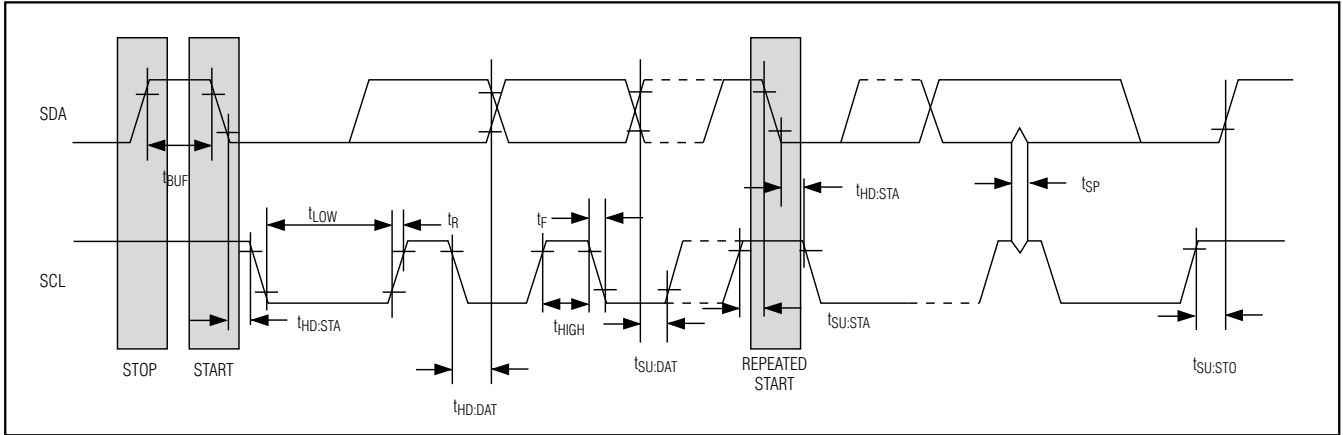 SDA
tBUF
tHD:STA
tSP
tLOW
tR
tF
SCL
tHD:STA
tHIGH
tSU:STA
tSU:DAT
tSU:STO
STOP
START
REPEATED
START
tHD:DAT